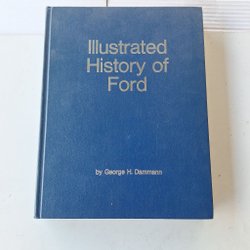 Illustrated
History of
Ford
by George H. Dammann